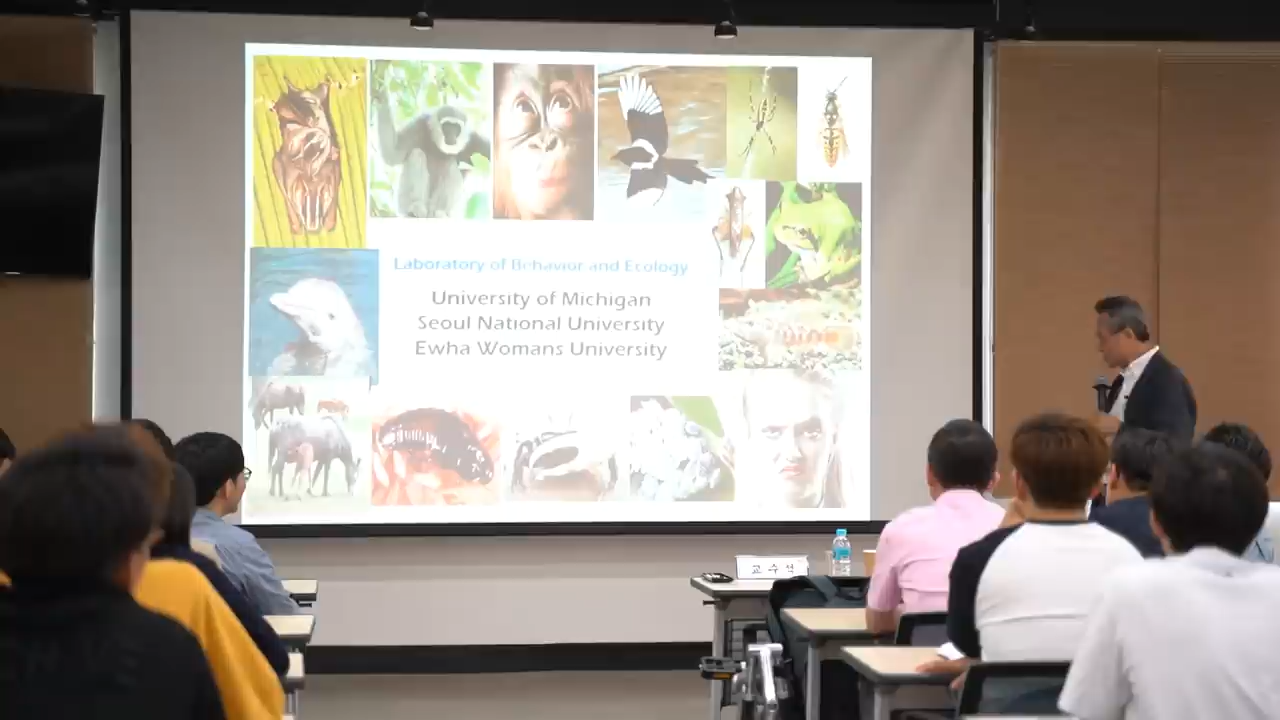 Laboratory of Behavior and Ecology
University of Michigan
Seoul National University
Ewha Womans University
교 수 석